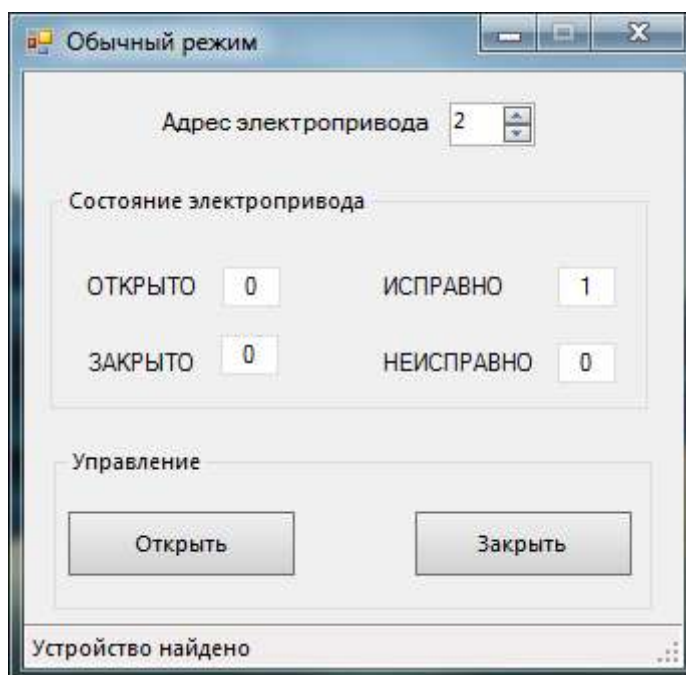 Обычный режим
Адрес электропривода 2
Состояние электропривода
ОТКРЫТО 0 ИСПРАВНО 1
ЗАКРЫТО 0 НЕИСПРАВНО 0
Управление
Открыть Закрыть
Устройство найдено